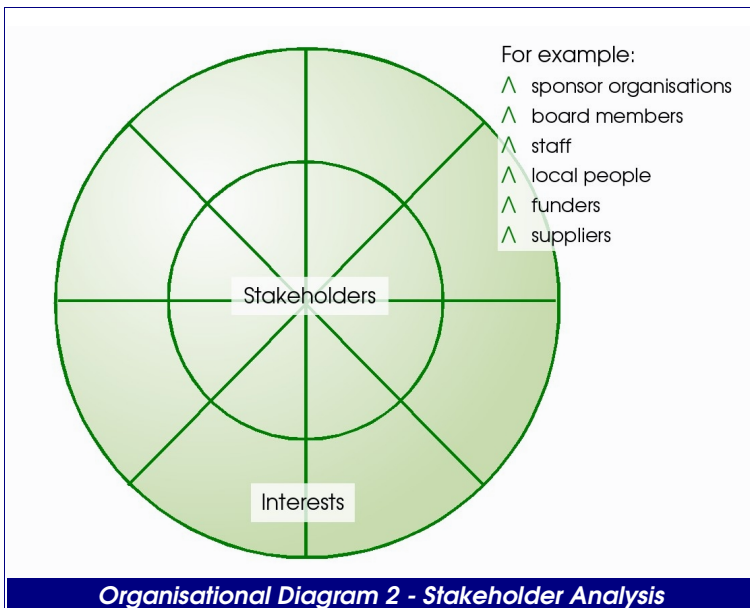 For example:
Λ sponsor organisations
Λ board members
Λ staff
Λ local people
Λ funders
Λ suppliers
Stakeholders
Interests
Organisational Diagram 2 - Stakeholder Analysis